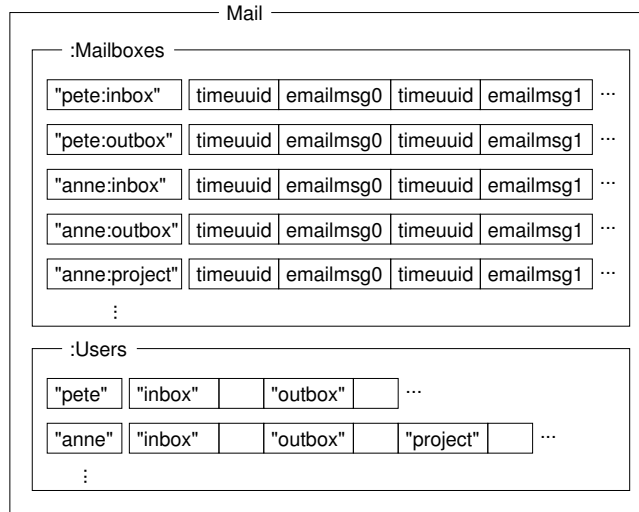 Mail
:Mailboxes
"pete:inbox" timeuuid emailmsg0 timeuuid emailmsg1 ...
"pete:outbox" timeuuid emailmsg0 timeuuid emailmsg1 ...
"anne:inbox" timeuuid emailmsg0 timeuuid emailmsg1 ...
"anne:outbox" timeuuid emailmsg0 timeuuid emailmsg1 ...
"anne:project" timeuuid emailmsg0 timeuuid emailmsg1 ...
⋮
:Users
"pete" "inbox" "outbox" ...
"anne" "inbox" "outbox" "project" ...
⋮